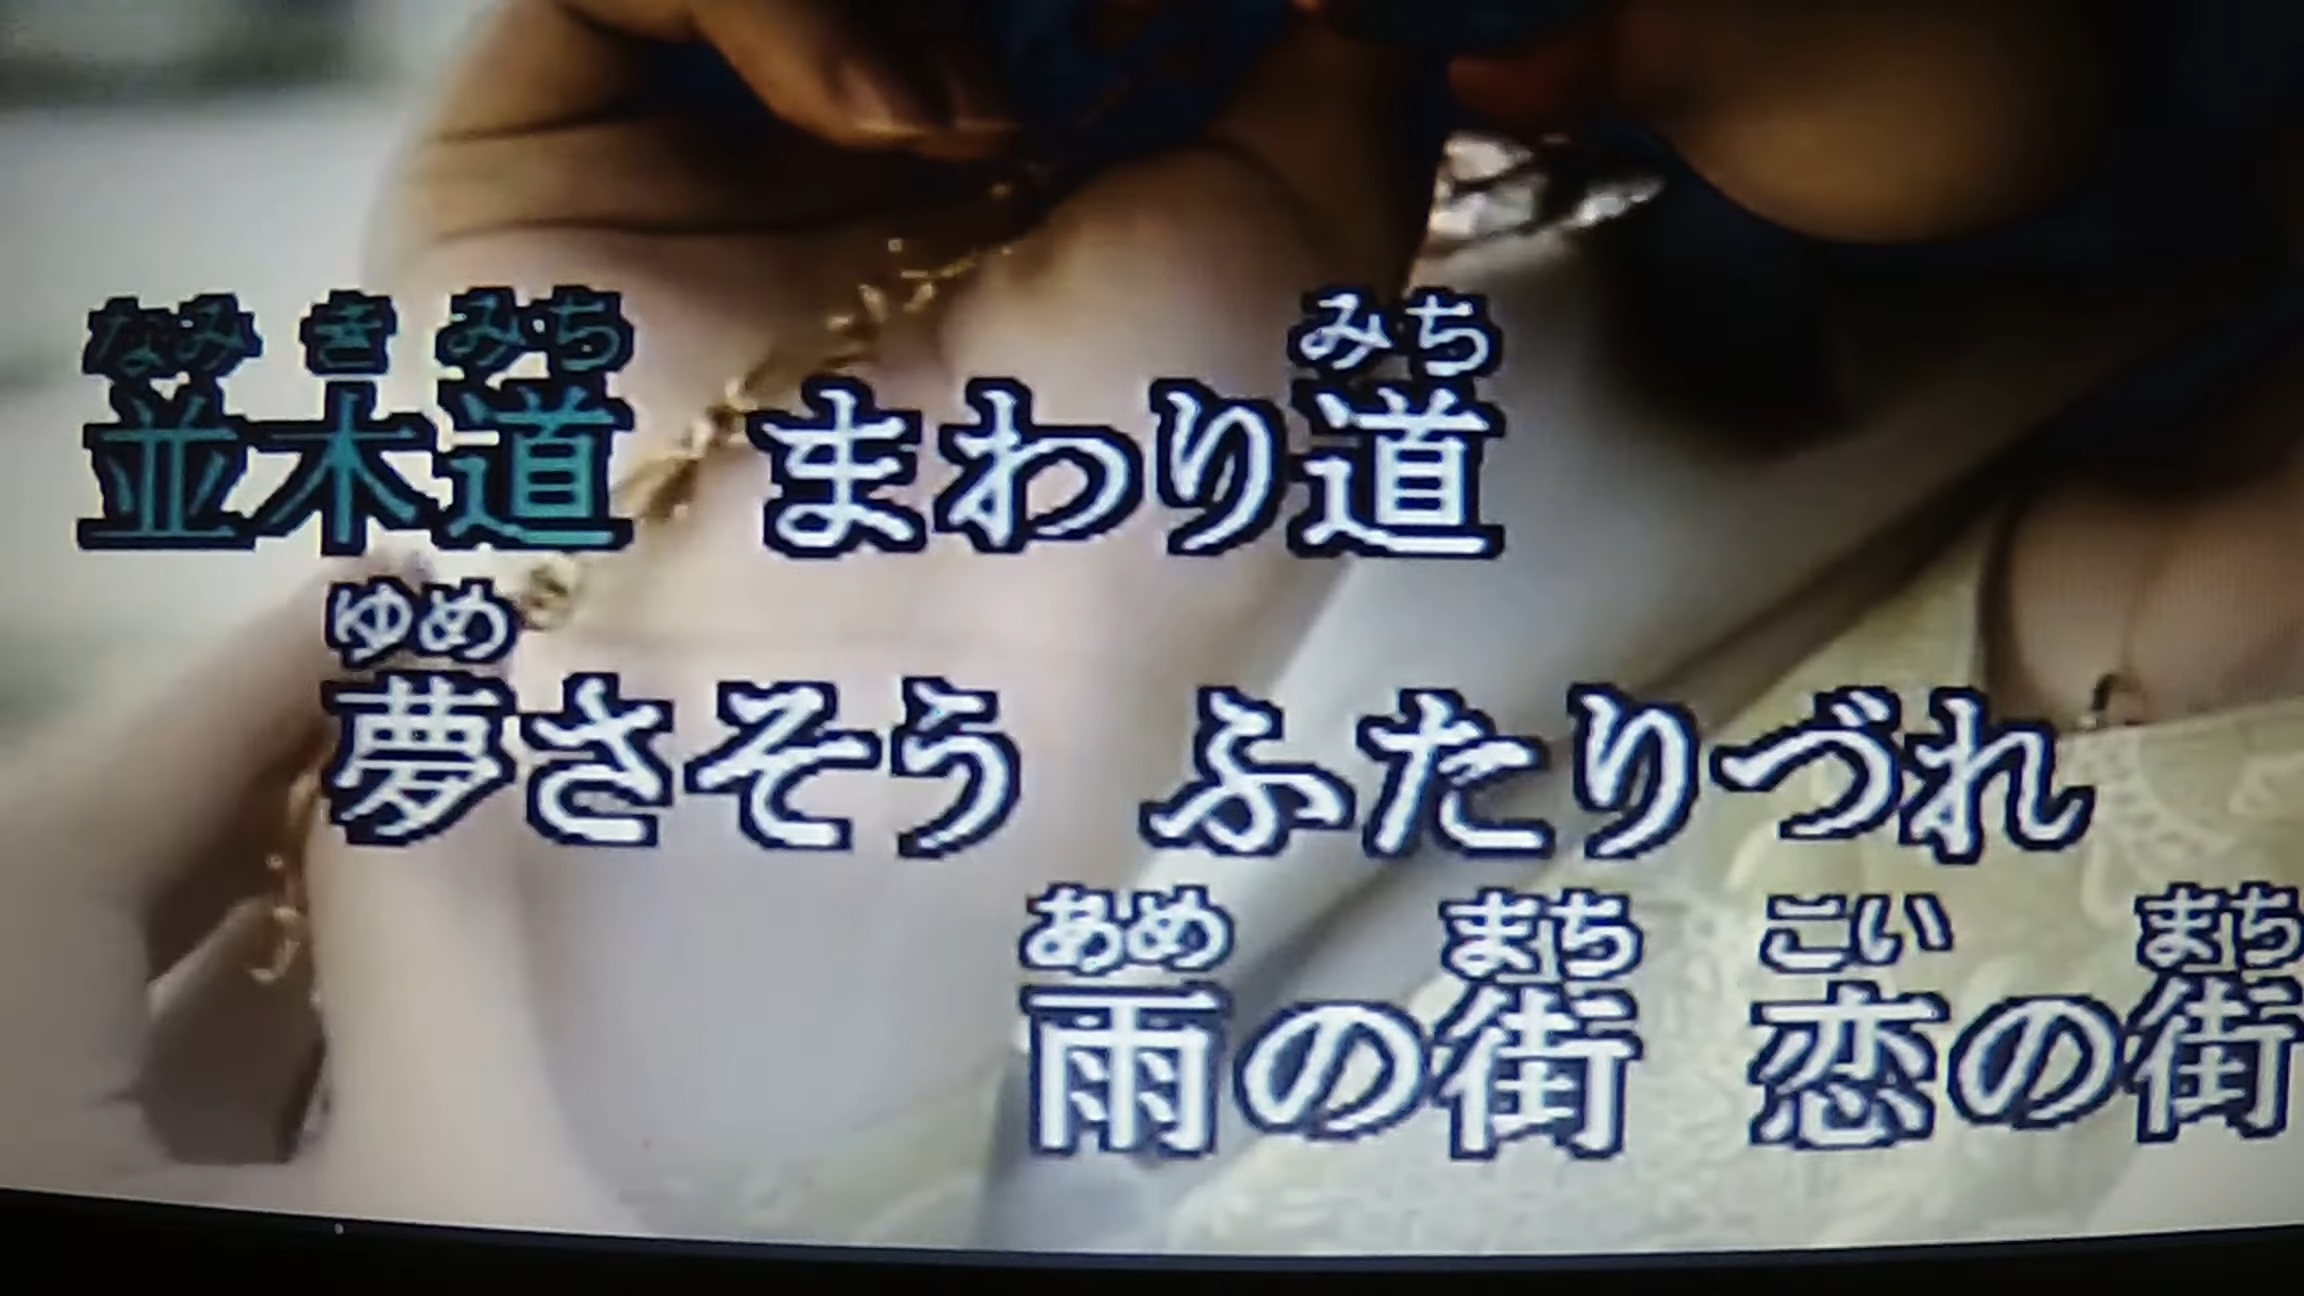 なみ き みち みち
並木道 まわり道
ゆめ
夢さそう ふたりづれ
あめ まち こい まち
雨の街 恋の街